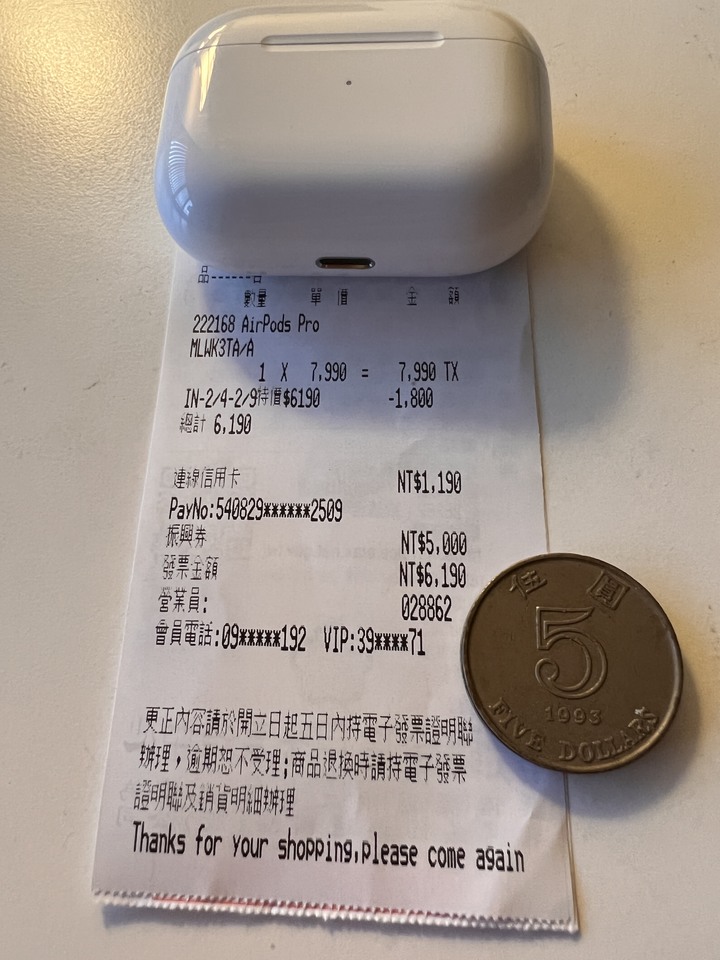 品------名
數量 單價 金額
222168 AirPods Pro
MLWK3TA/A
1 X 7,990 = 7,990 TX
IN-2/4-2/9特價$6190 -1,800
總計 6,190
連線信用卡 NT$1,190
PayNo:540829******2509
振興券 NT$5,000
發票金額 NT$6,190
營業員: 028862
會員電話:09*****192 VIP:39****71
更正內容請於開立日起五日內持電子發票證明聯
辦理，逾期恕不受理;商品退換時請持電子發票
證明聯及銷貨明細辦理
Thanks for your shopping,please come again
伍圓
5
1993
FIVE DOLLARS